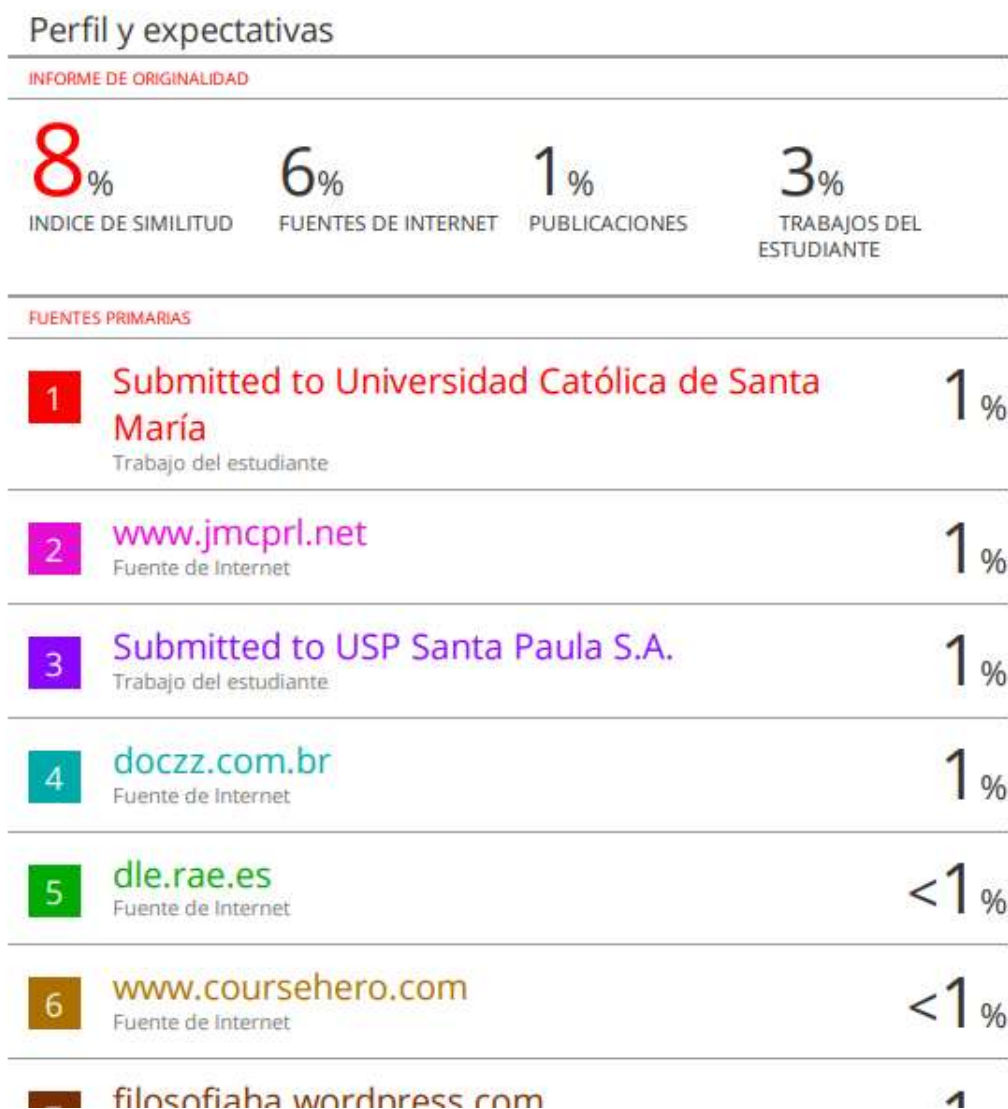 Perfil y expectativas
INFORME DE ORIGINALIDAD
8%
6%
1%
3%
INDICE DE SIMILITUD
FUENTES DE INTERNET
PUBLICACIONES
TRABAJOS DEL
ESTUDIANTE
FUENTES PRIMARIAS
1
Submitted to Universidad Católica de Santa
María
Trabajo del estudiante
1%
2
www.jmcprl.net
Fuente de Internet
1%
3
Submitted to USP Santa Paula S.A.
Trabajo del estudiante
1%
4
doczz.com.br
Fuente de Internet
1%
5
dle.rae.es
Fuente de Internet
<1%
6
www.coursehero.com
Fuente de Internet
<1%
filosofiaha.wordpress.com